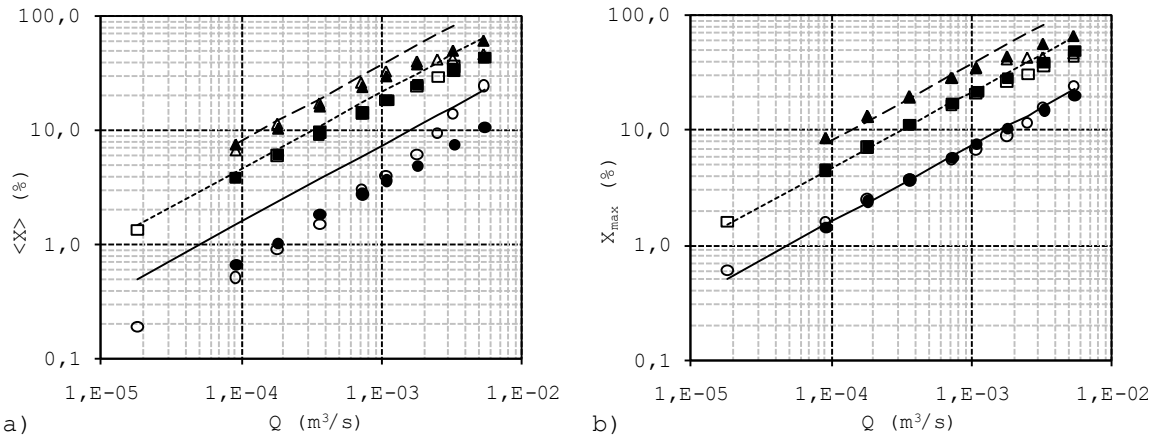 100,0
10,0
1,0
0,1
<X> (%)
1,E-05 1,E-04 1,E-03 1,E-02
Q (m³/s)
a)
100,0
10,0
1,0
0,1
Xmax (%)
1,E-05 1,E-04 1,E-03 1,E-02
Q (m³/s)
b)